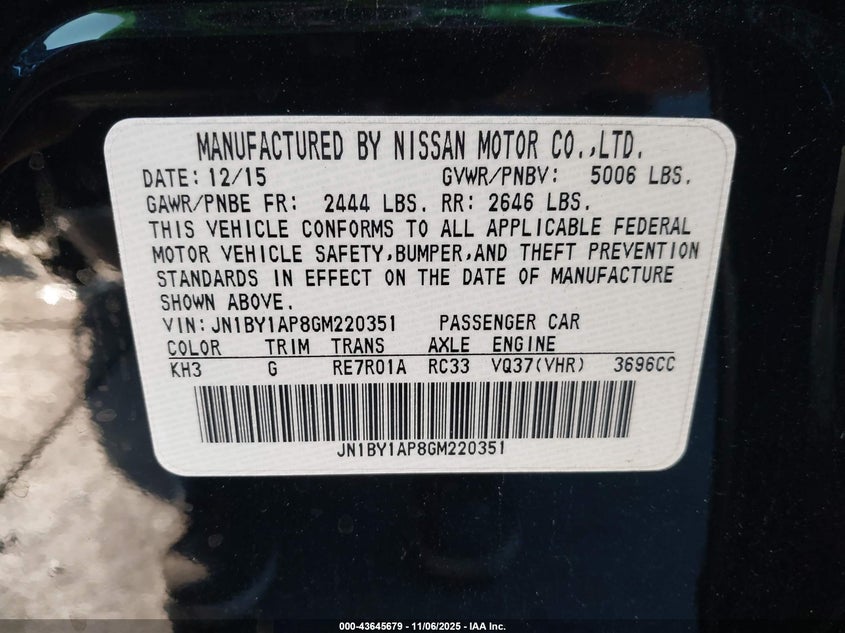 MANUFACTURED BY NISSAN MOTOR CO.,LTD.
DATE: 12/15 GVWR/PNBV: 5006 LBS.
GAWR/PNBE FR: 2444 LBS. RR: 2646 LBS.
THIS VEHICLE CONFORMS TO ALL APPLICABLE FEDERAL
MOTOR VEHICLE SAFETY,BUMPER,AND THEFT PREVENTION
STANDARDS IN EFFECT ON THE DATE OF MANUFACTURE
SHOWN ABOVE.
VIN:JN1BY1AP8GM220351 PASSENGER CAR
COLOR TRIM TRANS AXLE ENGINE
KH3 G RE7R01A RC33 VQ37(VHR) 3696CC
JN1BY1AP8GM220351
000-43645679 - 11/06/2025 - IAA Inc.